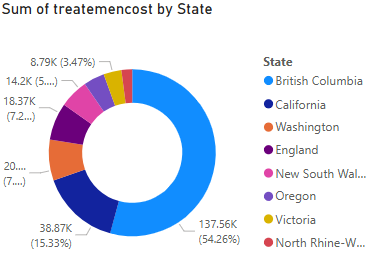 Sum of treatemencost by State
8.79K (3.47%)
14.2K (5....)
18.37K
(7.2...)
20....
(7....)
38.87K
(15.33%)
137.56K
(54.26%)
State
British Columbia
California
Washington
England
New South Wal...
Oregon
Victoria
North Rhine-W...